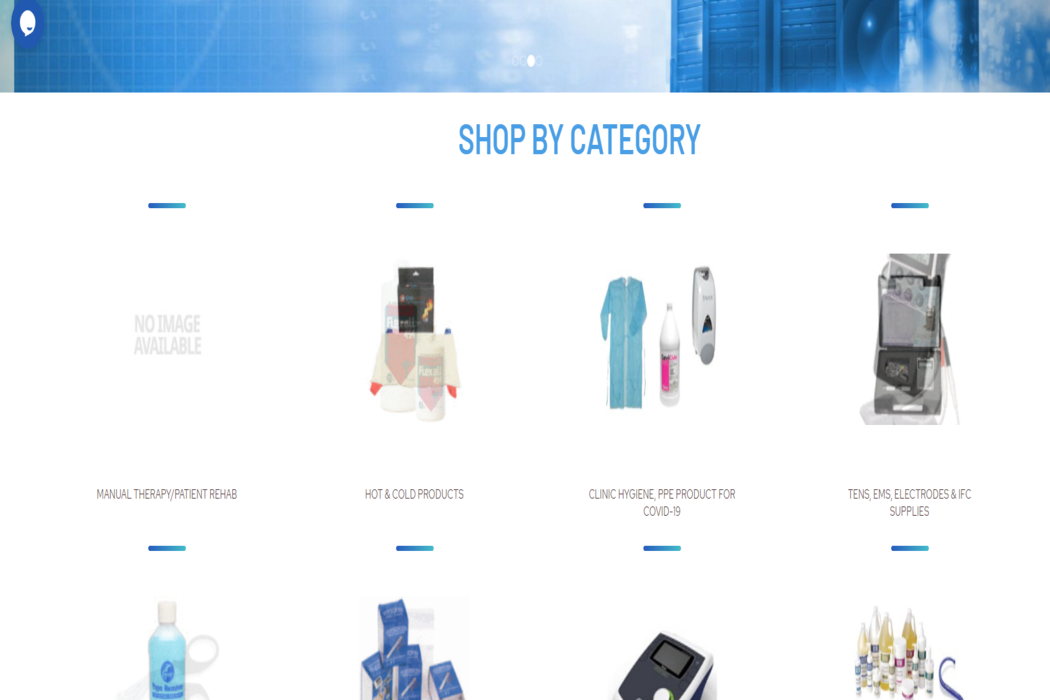 SHOP BY CATEGORY
NO IMAGE
AVAILABLE
MANUAL THERAPY/PATIENT REHAB
HOT & COLD PRODUCTS
CLINIC HYGIENE, PPE PRODUCT FOR
COVID-19
TENS, EMS, ELECTRODES & IFC
SUPPLIES